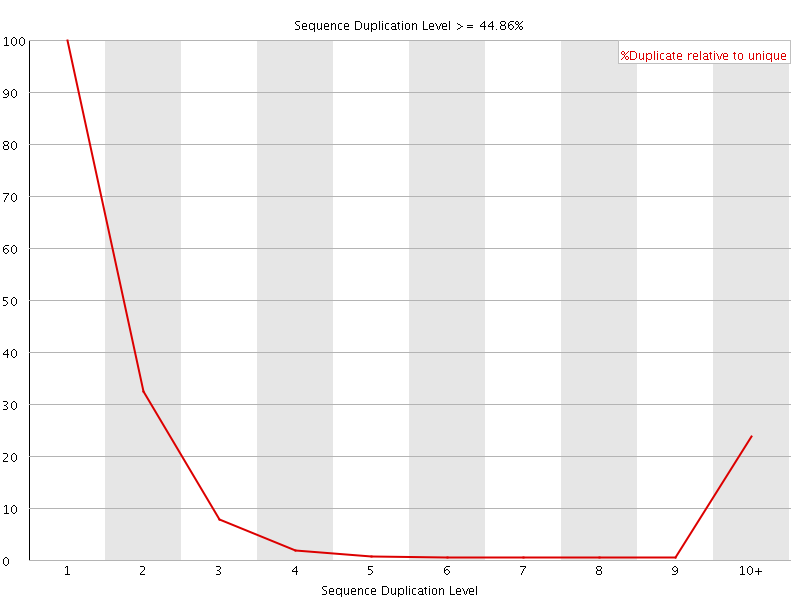 Sequence Duplication Level >= 44.86%
%Duplicate relative to unique
100
90
80
70
60
50
40
30
20
10
0
1 2 3 4 5 6 7 8 9 10+
Sequence Duplication Level